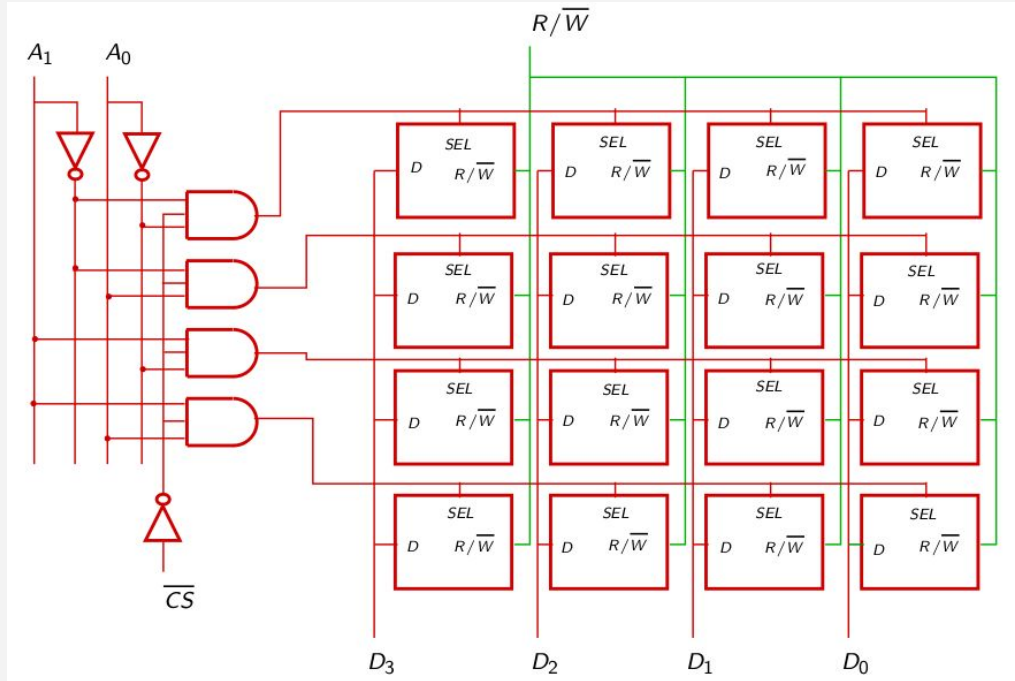 R/W̅
A₁ A₀
SEL SEL SEL SEL
D R/W̅ D R/W̅ D R/W̅ D R/W̅
SEL SEL SEL SEL
D R/W̅ D R/W̅ D R/W̅ D R/W̅
SEL SEL SEL SEL
D R/W̅ D R/W̅ D R/W̅ D R/W̅
SEL SEL SEL SEL
D R/W̅ D R/W̅ D R/W̅ D R/W̅
C̅S̅
D₃ D₂ D₁ D₀